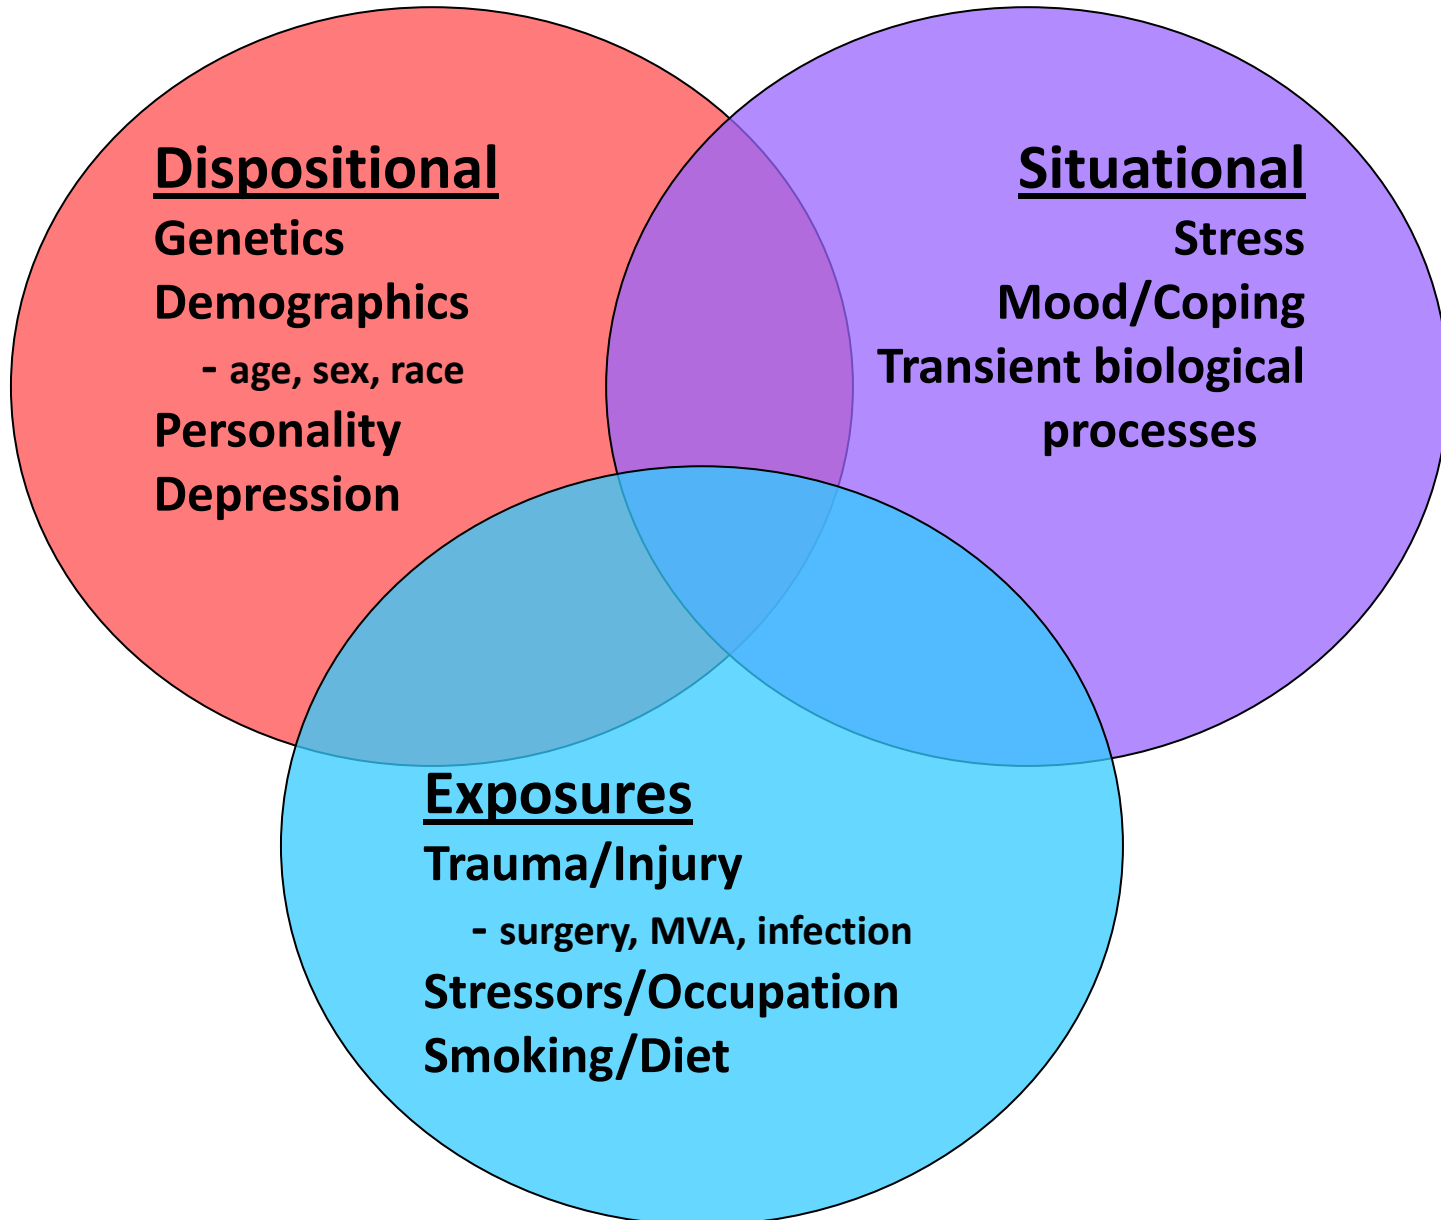 Dispositional
Genetics
Demographics
- age, sex, race
Personality
Depression
Situational
Stress
Mood/Coping
Transient biological
processes
Exposures
Trauma/Injury
- surgery, MVA, infection
Stressors/Occupation
Smoking/Diet